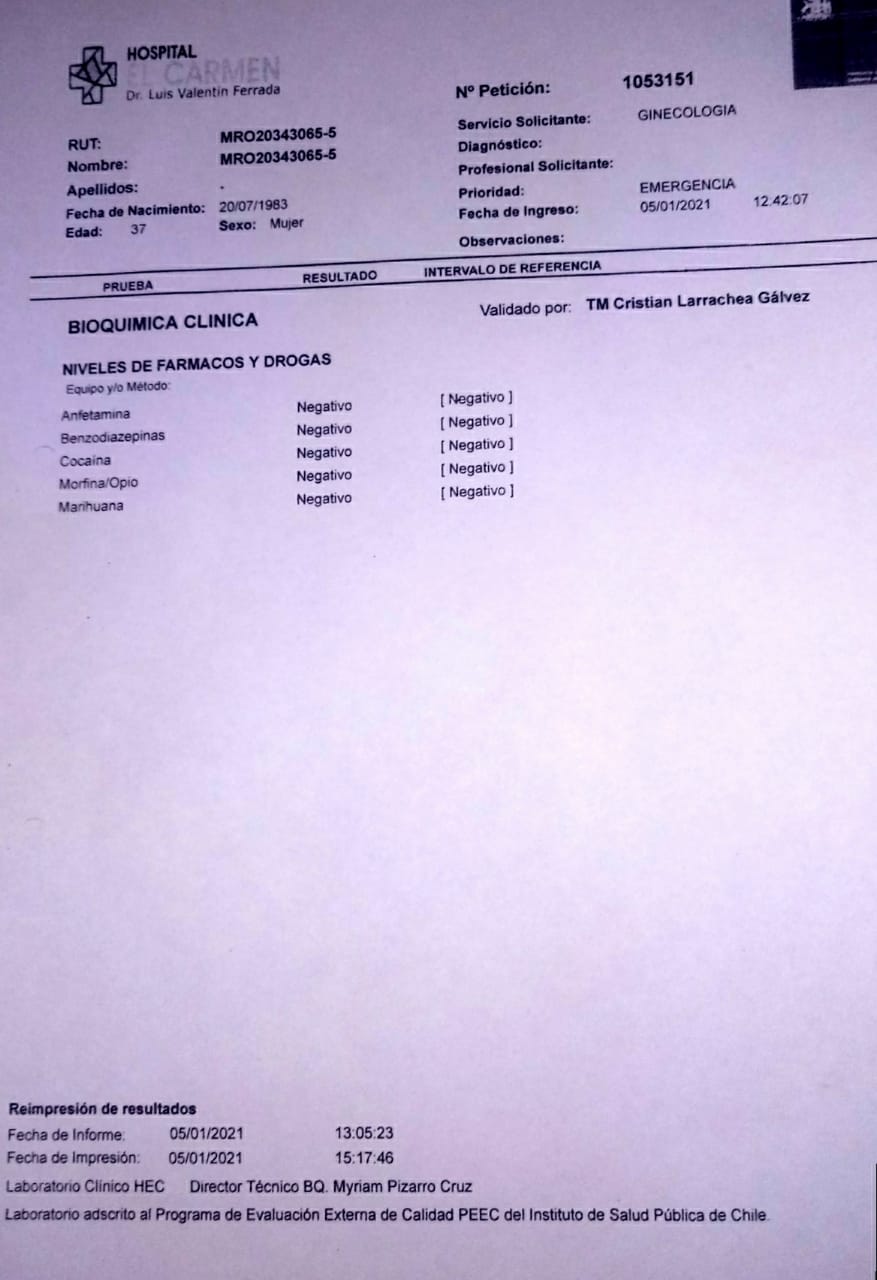 HOSPITAL
EL CARMEN
Dr. Luis Valentin Ferrada
Nº Petición: 1053151
RUT: MRO20343065-5
Nombre: MRO20343065-5
Apellidos: .
Fecha de Nacimiento: 20/07/1983
Edad: 37 Sexo: Mujer
Servicio Solicitante: GINECOLOGIA
Diagnóstico:
Profesional Solicitante:
Prioridad: EMERGENCIA
Fecha de Ingreso: 05/01/2021 12:42:07
Observaciones:
PRUEBA RESULTADO INTERVALO DE REFERENCIA
BIOQUIMICA CLINICA Validado por: TM Cristian Larrachea Gálvez
NIVELES DE FARMACOS Y DROGAS
Equipo y/o Método:
Anfetamina Negativo [ Negativo ]
Benzodiazepinas Negativo [ Negativo ]
Cocaina Negativo [ Negativo ]
Morfina/Opio Negativo [ Negativo ]
Marihuana Negativo [ Negativo ]
Reimpresión de resultados
Fecha de Informe: 05/01/2021 13:05:23
Fecha de Impresión: 05/01/2021 15:17:46
Laboratorio Clínico HEC Director Técnico BQ. Myriam Pizarro Cruz
Laboratorio adscrito al Programa de Evaluación Externa de Calidad PEEC del Instituto de Salud Pública de Chile.